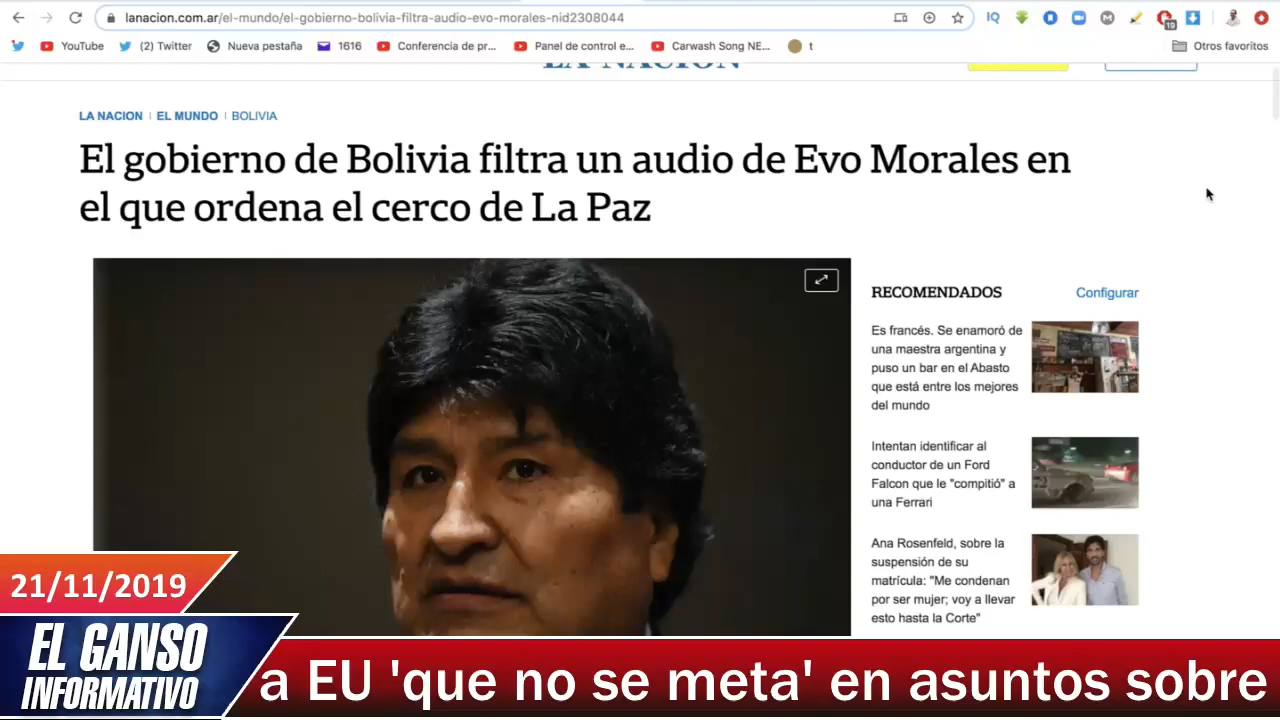 lanacion.com.ar/el-mundo/el-gobierno-bolivia-filtra-audio-evo-morales-nid2308044
IQ
M
19
YouTube
(2) Twitter
Nueva pestaña
1616
Conferencia de pr...
Panel de control e...
Carwash Song NE...
t
Otros favoritos
LA NACION
LA NACION | EL MUNDO | BOLIVIA
El gobierno de Bolivia filtra un audio de Evo Morales en
el que ordena el cerco de La Paz
RECOMENDADOS
Configurar
Es francés. Se enamoró de
una maestra argentina y
puso un bar en el Abasto
que está entre los mejores
del mundo
Intentan identificar al
conductor de un Ford
Falcon que le "compitió" a
una Ferrari
Ana Rosenfeld, sobre la
suspensión de su
matrícula: "Me condenan
por ser mujer; voy a llevar
esto hasta la Corte"
21/11/2019
EL GANSO
INFORMATIVO
a EU 'que no se meta' en asuntos sobre